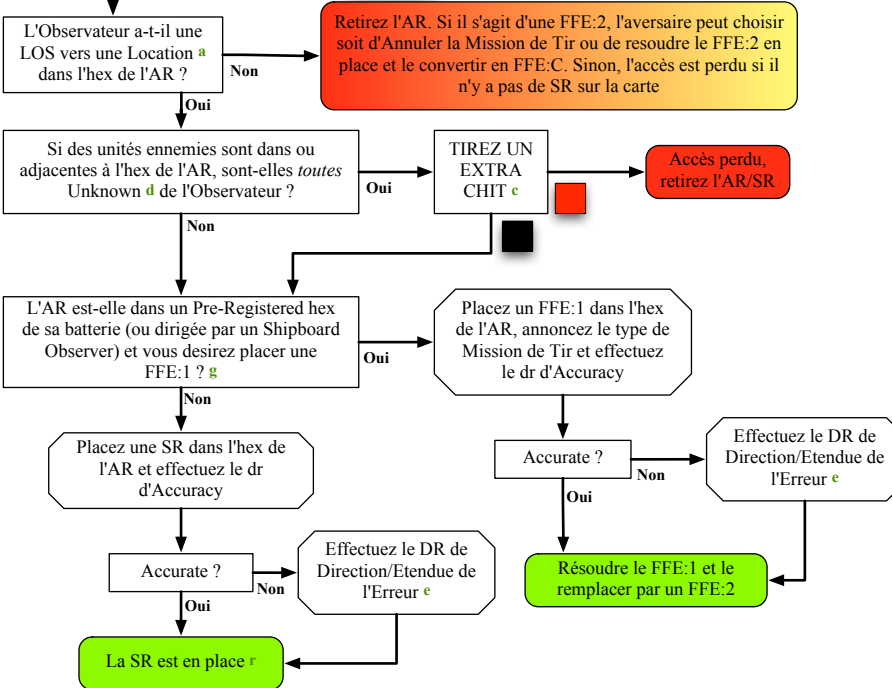 L'Observateur a-t-il une
LOS vers une Location a
dans l'hex de l'AR ?
Non
Retirez l'AR. Si il s'agit d'une FFE:2, l'aversaire peut choisir
soit d'Annuler la Mission de Tir ou de resoudre le FFE:2 en
place et le convertir en FFE:C. Sinon, l'accès est perdu si il
n'y a pas de SR sur la carte
Oui
Si des unités ennemies sont dans ou
adjacentes à l'hex de l'AR, sont-elles toutes
Unknown d de l'Observateur ?
Oui
TIREZ UN
EXTRA
CHIT c
Accès perdu,
retirez l'AR/SR
Non
L'AR est-elle dans un Pre-Registered hex
de sa batterie (ou dirigée par un Shipboard
Observer) et vous desirez placer une
FFE:1 ? g
Oui
Placez un FFE:1 dans l'hex
de l'AR, annoncez le type de
Mission de Tir et effectuez
le dr d'Accuracy
Non
Placez une SR dans l'hex de
l'AR et effectuez le dr
d'Accuracy
Accurate ?
Non
Effectuez le DR de
Direction/Etendue de
l'Erreur e
Oui
Résoudre le FFE:1 et le
remplacer par un FFE:2
Accurate ?
Non
Effectuez le DR de
Direction/Etendue de
l'Erreur e
Oui
La SR est en place r